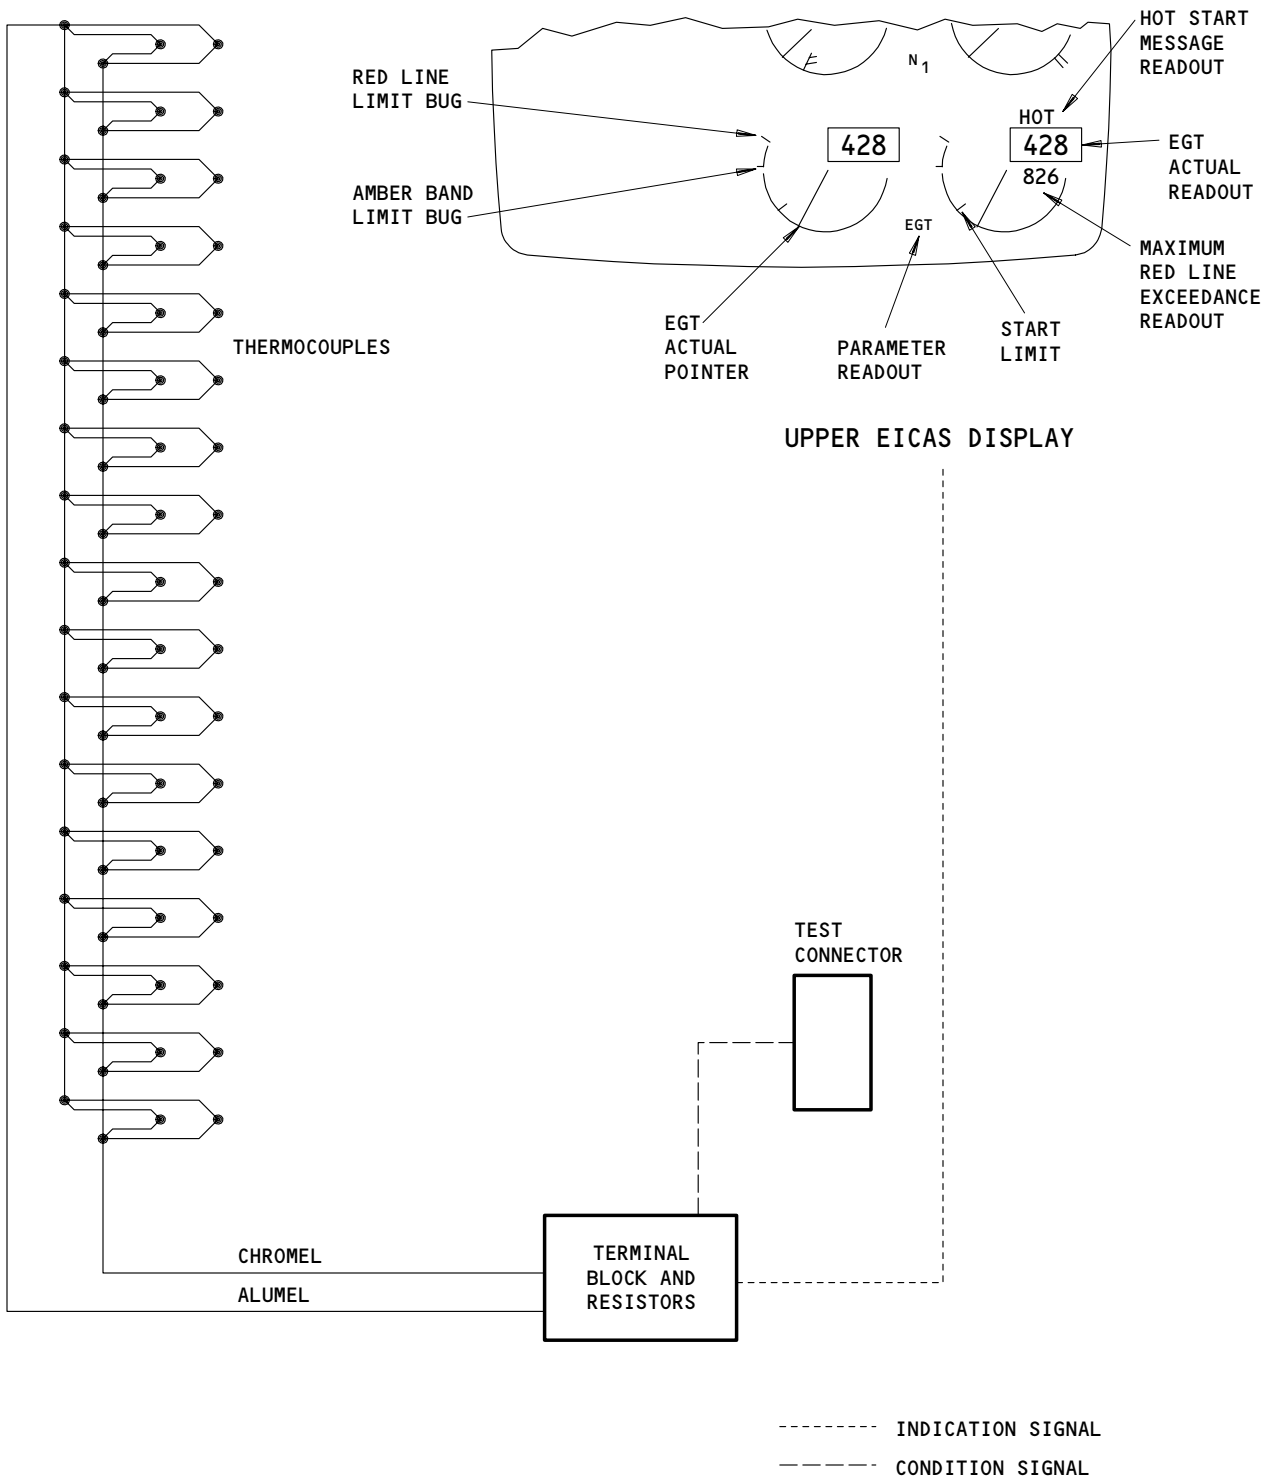 HOT START
MESSAGE
READOUT
RED LINE
LIMIT BUG
N1
HOT
428
428
826
EGT
ACTUAL
READOUT
AMBER BAND
LIMIT BUG
EGT
MAXIMUM
RED LINE
EXCEEDANCE
READOUT
EGT
ACTUAL
POINTER
PARAMETER
READOUT
START
LIMIT
THERMOCOUPLES
UPPER EICAS DISPLAY
TEST
CONNECTOR
CHROMEL
ALUMEL
TERMINAL
BLOCK AND
RESISTORS
INDICATION SIGNAL
CONDITION SIGNAL